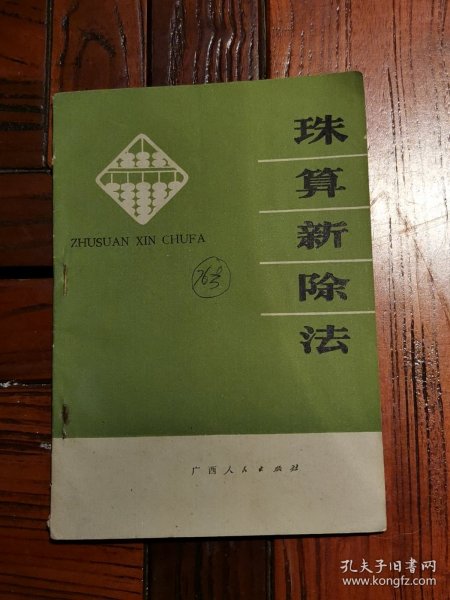 珠算新除法
ZHUSUAN XIN CHUFA
广西人民出版社
孔夫子旧书网
www.kongfz.com